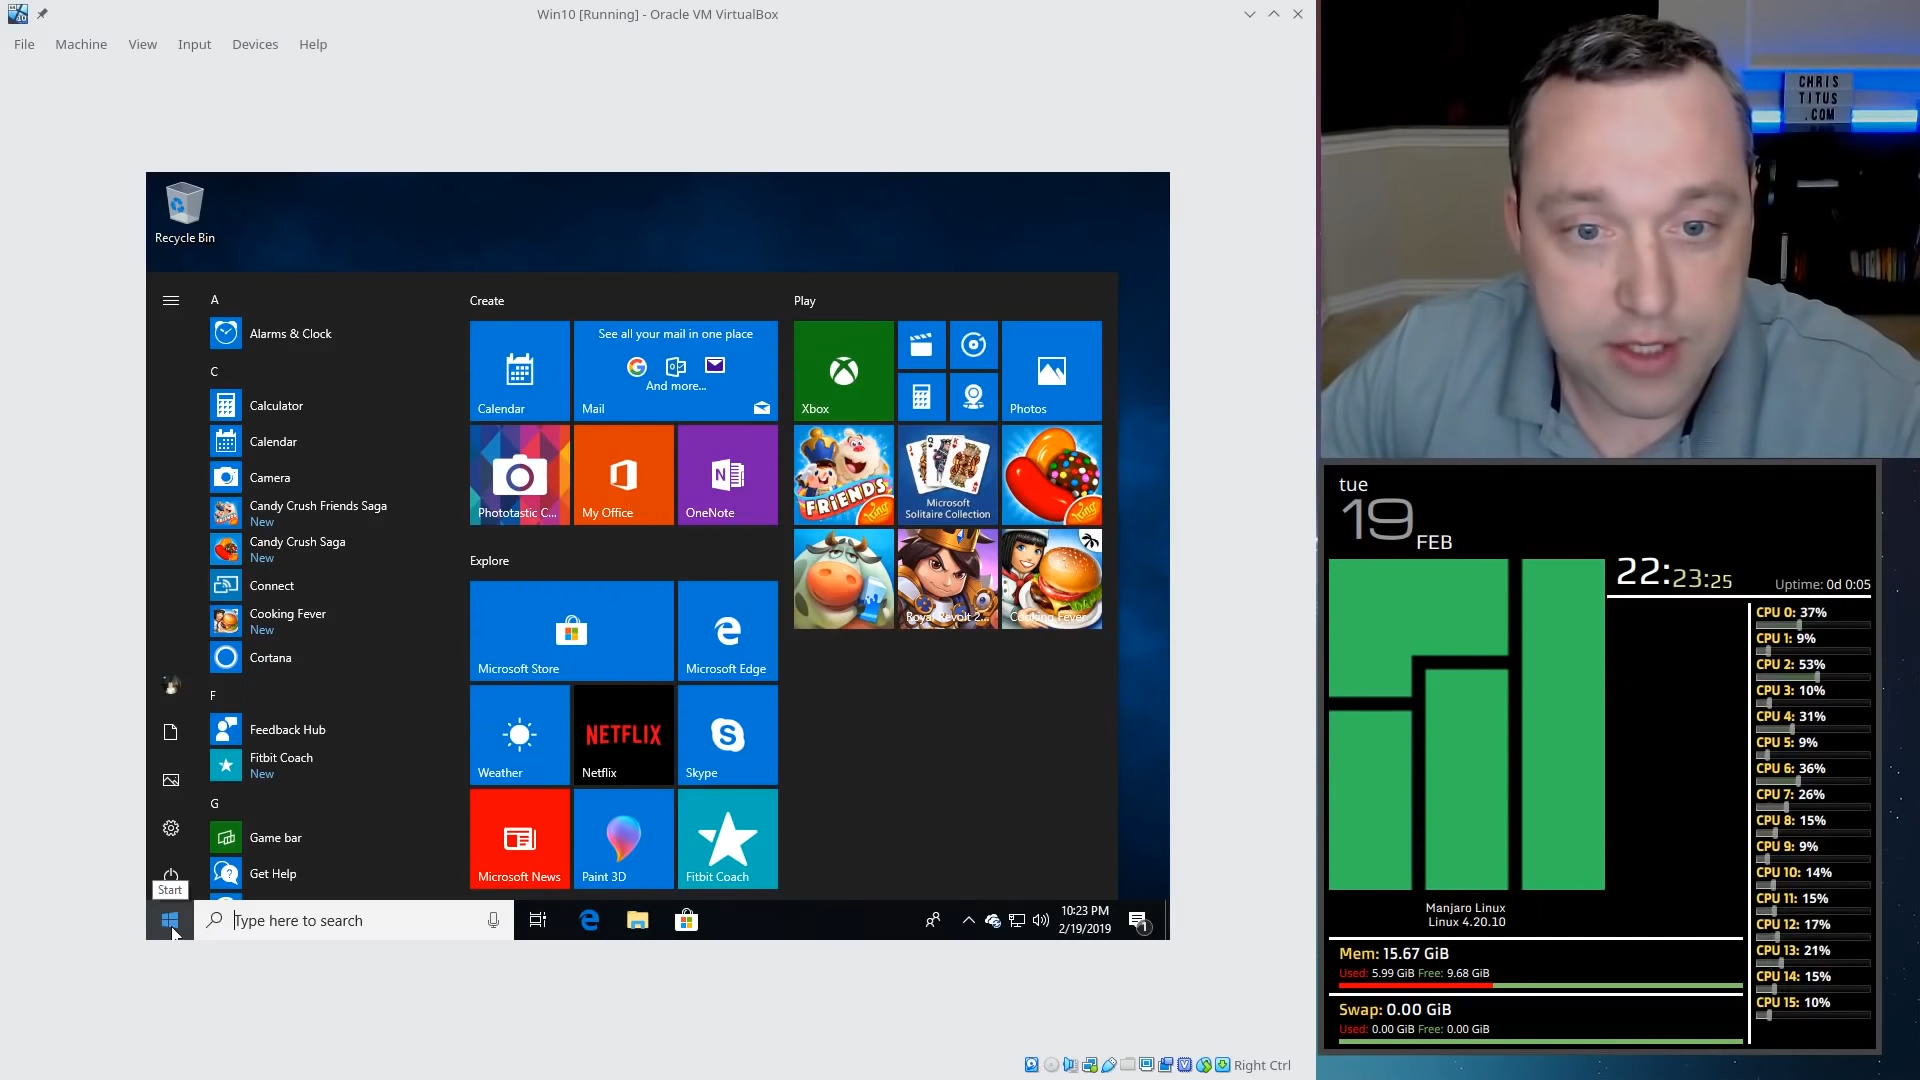 Win10 [Running] - Oracle VM VirtualBox
File Machine View Input Devices Help
Recycle Bin
A
Alarms & Clock
C
Calculator
Calendar
Camera
Candy Crush Friends Saga
New
Candy Crush Saga
New
Connect
Cooking Fever
New
Cortana
F
Feedback Hub
Fitbit Coach
New
G
Game bar
Get Help
Start
Type here to search
Create
Calendar
See all your mail in one place
And more...
Mail
Phototastic C...
My Office
N
OneNote
Explore
Microsoft Store
Microsoft Edge
Weather
NETFLIX
Netflix
Skype
Microsoft News
Paint 3D
Fitbit Coach
Play
Xbox
Photos
FRIENDS
King
Microsoft
Solitaire Collection
King
Royal Revolt 2...
Cooking Fever
10:23 PM
2/19/2019
1
Right Ctrl
CHRIS
TITUS
.COM
tue
19
FEB
22:23:25
Uptime: 0d 0:05
CPU 0: 37%
CPU 1: 9%
CPU 2: 53%
CPU 3: 10%
CPU 4: 31%
CPU 5: 9%
CPU 6: 36%
CPU 7: 26%
CPU 8: 15%
CPU 9: 9%
CPU 10: 14%
CPU 11: 15%
CPU 12: 17%
CPU 13: 21%
CPU 14: 15%
CPU 15: 10%
Manjaro Linux
Linux 4.20.10
Mem: 15.67 GiB
Used: 5.99 GiB Free: 9.68 GiB
Swap: 0.00 GiB
Used: 0.00 GiB Free: 0.00 GiB